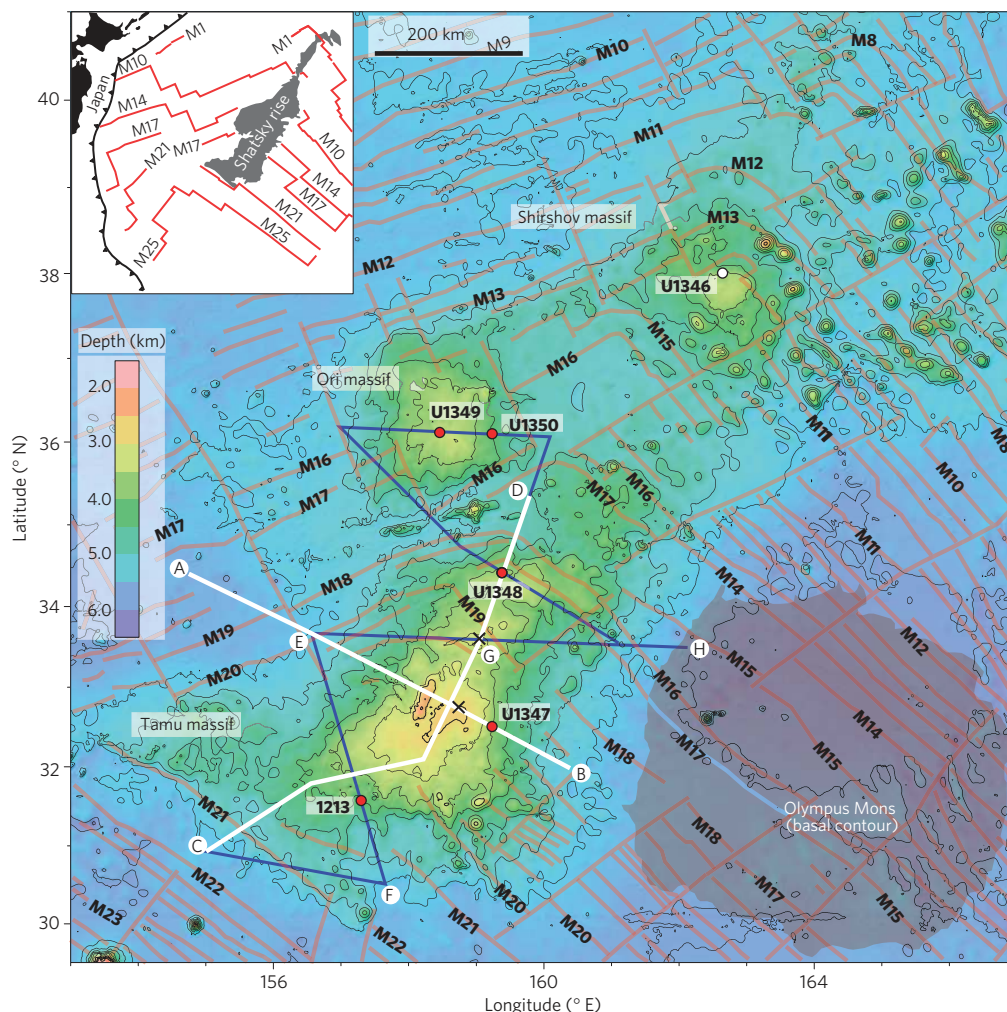 M1
M1
M10
Japan
M14
M17
M21
M17
Shatsky rise
M10
M14
M17
M21
M25
M25
200 km
M9
M10
M8
40
M11
M12
Shirshov massif
M13
38
M12
U1346
M13
M15
Depth (km)
M16
2.0
Ori massif
3.0
U1349
U1350
M11
36
M16
M16
M10
4.0
M17
D
M17
M16
5.0
M17
M11
A
M18
M14
6.0
U1348
34
M19
M19
M12
E
G
H
M15
M20
M16
Tamu massif
U1347
M18
M17
M14
32
B
M15
1213
M21
Olympus Mons
(basal contour)
C
M18
M22
F
M20
M17
M23
M21
M20
M15
30
M22
156
160
164
Latitude (° N)
Longitude (° E)